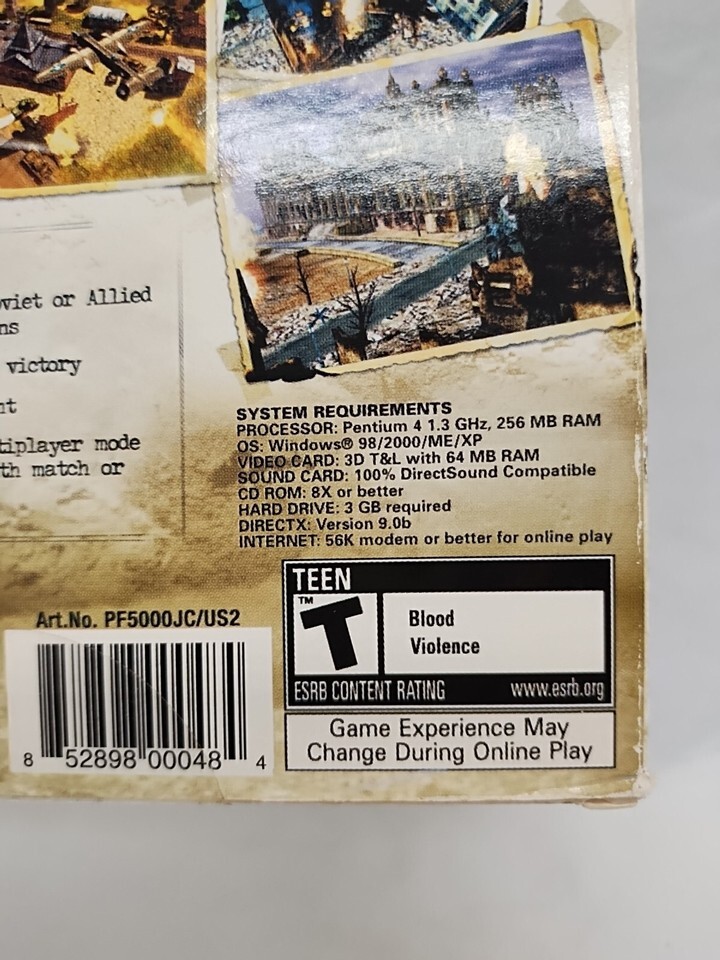 viet or Allied
ns
victory
nt
tiplayer mode
th match or
SYSTEM REQUIREMENTS
PROCESSOR: Pentium 4 1.3 GHz, 256 MB RAM
OS: Windows® 98/2000/ME/XP
VIDEO CARD: 3D T&L with 64 MB RAM
SOUND CARD: 100% DirectSound Compatible
CD ROM: 8X or better
HARD DRIVE: 3 GB required
DIRECTX: Version 9.0b
INTERNET: 56K modem or better for online play
Art.No. PF5000JC/US2
8 52898 00048 4
TEEN
TM
T
Blood
Violence
ESRB CONTENT RATING www.esrb.org
Game Experience May
Change During Online Play